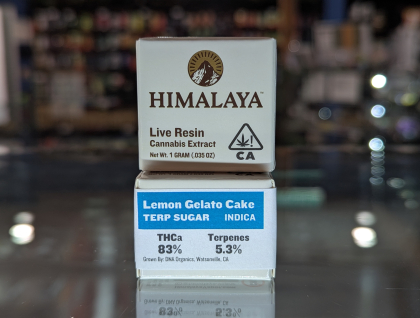 HIMALAYA™
Live Resin
Cannabis Extract
Net Wt. 1 GRAM (.035 OZ)
CA
Lemon Gelato Cake
TERP SUGAR INDICA
THCa Terpenes
83% 5.3%
Grown By: DNA Organics, Watsonville, CA